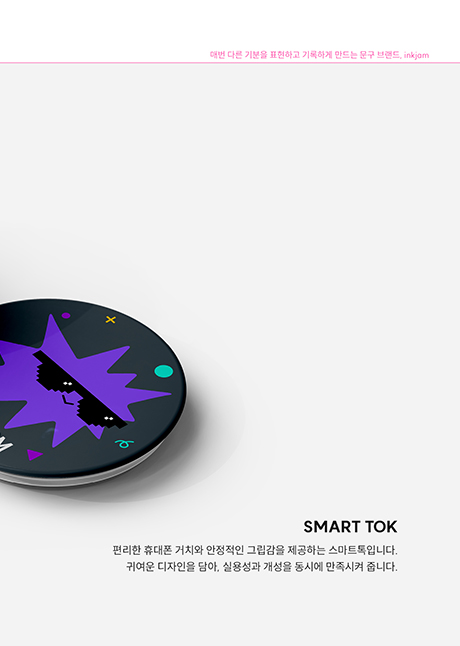 매번 다른 기분을 표현하고 기록하게 만드는 문구 브랜드, inkjam
SMART TOK
편리한 휴대폰 거치와 안정적인 그립감을 제공하는 스마트톡입니다.
귀여운 디자인을 담아, 실용성과 개성을 동시에 만족시켜 줍니다.